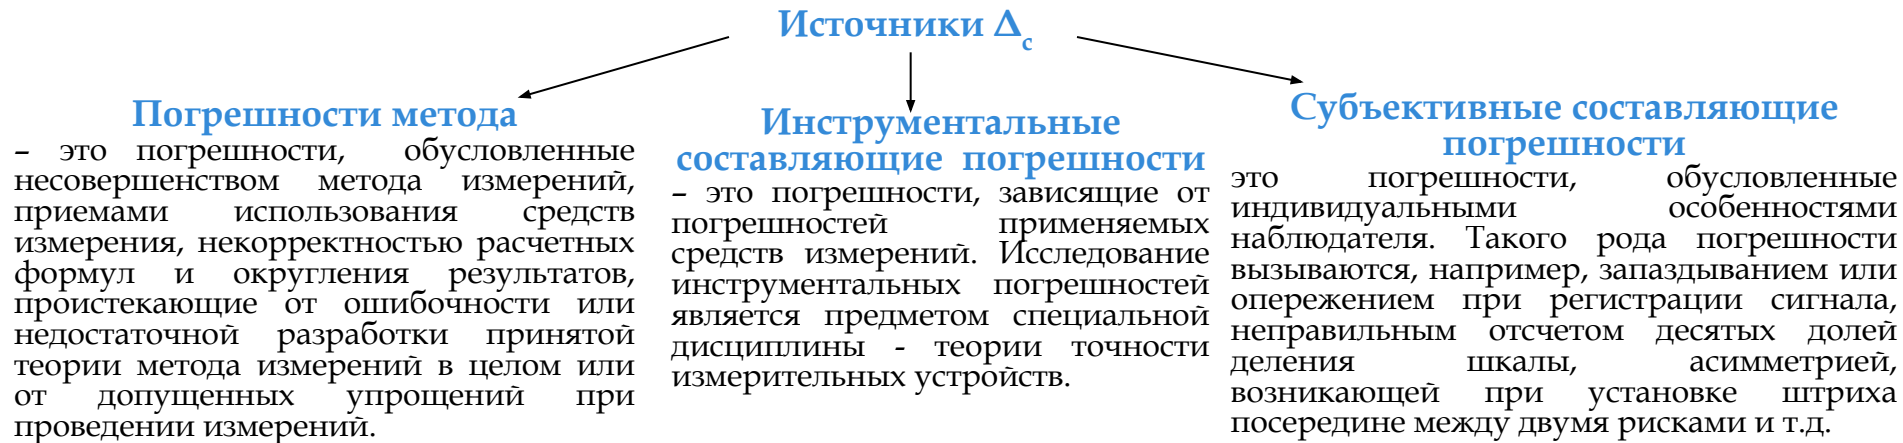 Источники Δс
Погрешности метода
– это погрешности, обусловленные
несовершенством метода измерений,
приемами использования средств
измерения, некорректностью расчетных
формул и округления результатов,
проистекающие от ошибочности или
недостаточной разработки принятой
теории метода измерений в целом или
от допущенных упрощений при
проведении измерений.
Инструментальные
составляющие погрешности
– это погрешности, зависящие от
погрешностей применяемых
средств измерений. Исследование
инструментальных погрешностей
является предметом специальной
дисциплины - теории точности
измерительных устройств.
Субъективные составляющие
погрешности
это погрешности, обусловленные
индивидуальными особенностями
наблюдателя. Такого рода погрешности
вызываются, например, запаздыванием или
опережением при регистрации сигнала,
неправильным отсчетом десятых долей
деления шкалы, асимметрией,
возникающей при установке штриха
посередине между двумя рисками и т.д.